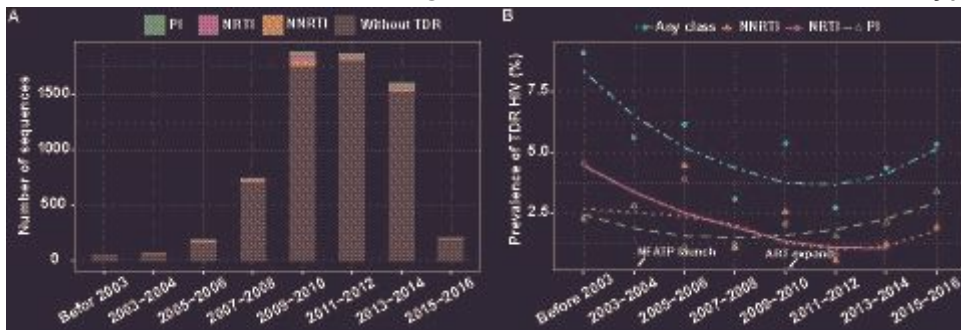 A
PI NRTI NNRTI Without TDR
Number of sequences
1500
1000
500
0
Befor 2003
2003–2004
2005–2006
2007–2008
2009–2010
2011–2012
2013–2014
2015–2016
B
Any class NNRTI NRTI PI
Prevalence of TDR HIV (%)
7.5
5.0
2.5
NFATP launch
ART expand
Before 2003
2003–2004
2005–2006
2007–2008
2009–2010
2011–2012
2013–2014
2015–2016